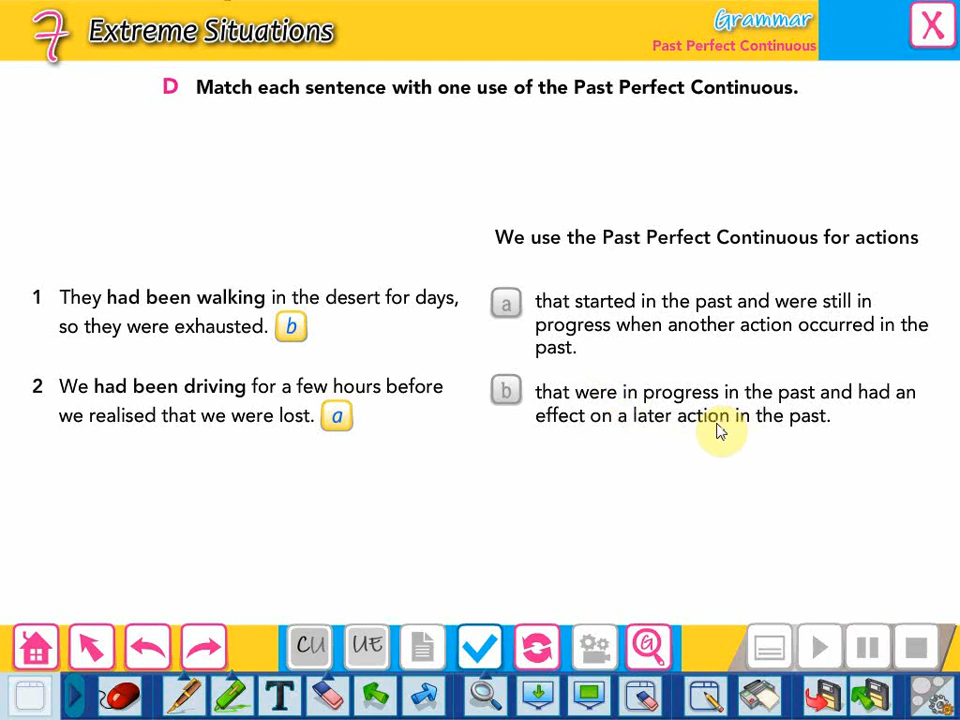 7 Extreme Situations
Grammar
Past Perfect Continuous
X
D Match each sentence with one use of the Past Perfect Continuous.
We use the Past Perfect Continuous for actions
1 They had been walking in the desert for days,
so they were exhausted. b
2 We had been driving for a few hours before
we realised that we were lost. a
a that started in the past and were still in
progress when another action occurred in the
past.
b that were in progress in the past and had an
effect on a later action in the past.
CU UE G
T